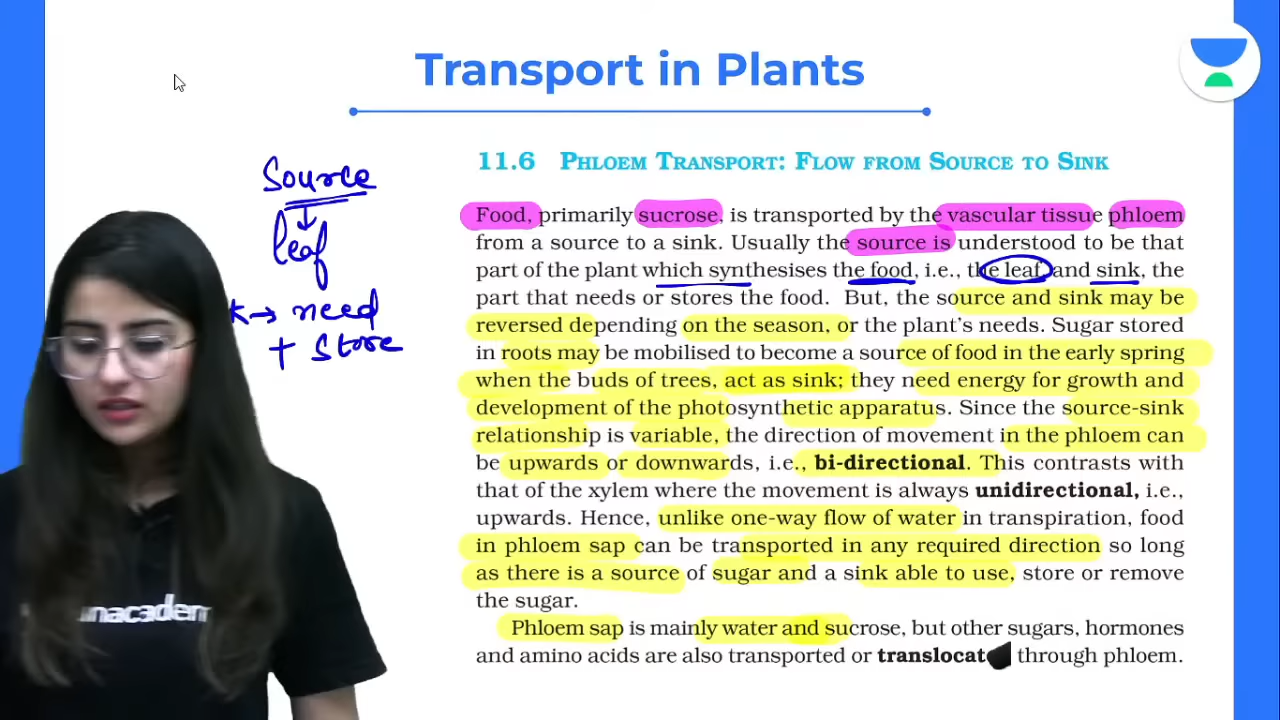 Transport in Plants
Source
leaf
k → need
+ Store
11.6 PHLOEM TRANSPORT: FLOW FROM SOURCE TO SINK
Food, primarily sucrose, is transported by the vascular tissue phloem
from a source to a sink. Usually the source is understood to be that
part of the plant which synthesises the food, i.e., the leaf, and sink, the
part that needs or stores the food. But, the source and sink may be
reversed depending on the season, or the plant's needs. Sugar stored
in roots may be mobilised to become a source of food in the early spring
when the buds of trees, act as sink; they need energy for growth and
development of the photosynthetic apparatus. Since the source-sink
relationship is variable, the direction of movement in the phloem can
be upwards or downwards, i.e., bi-directional. This contrasts with
that of the xylem where the movement is always unidirectional, i.e.,
upwards. Hence, unlike one-way flow of water in transpiration, food
in phloem sap can be transported in any required direction so long
as there is a source of sugar and a sink able to use, store or remove
the sugar.
Phloem sap is mainly water and sucrose, but other sugars, hormones
and amino acids are also transported or translocat through phloem.
unacadem